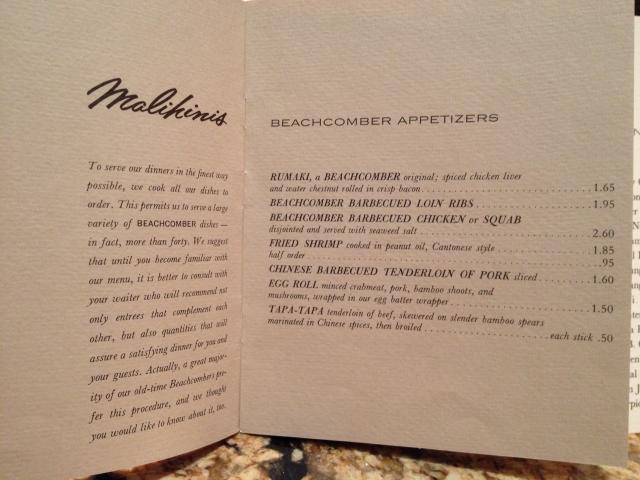 Malihinis
To serve our dinners in the finest way
possible, we cook all our dishes to
order. This permits us to serve a large
variety of BEACHCOMBER dishes —
in fact, more than forty. We suggest
that until you become familiar with
our menu, it is better to consult with
your waiter who will recommend not
only entrees that complement each
other, but also quantities that will
assure a satisfying dinner for you and
your guests. Actually, a great major-
ity of our old-time Beachcombers pre-
fer this procedure, and we thought
you would like to know about it, too.
BEACHCOMBER APPETIZERS
RUMAKI, a BEACHCOMBER original; spiced chicken liver
and water chestnut rolled in crisp bacon 1.65
BEACHCOMBER BARBECUED LOIN RIBS 1.95
BEACHCOMBER BARBECUED CHICKEN or SQUAB
disjointed and served with seaweed salt 2.60
FRIED SHRIMP cooked in peanut oil, Cantonese style 1.85
half order .95
CHINESE BARBECUED TENDERLOIN OF PORK sliced 1.60
EGG ROLL minced crabmeat, pork, bamboo shoots, and
mushrooms, wrapped in our egg batter wrapper 1.50
TAPA-TAPA tenderloin of beef, skewered on slender bamboo spears
marinated in Chinese spices, then broiled each stick .50